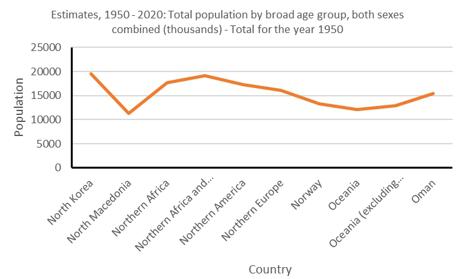 Estimates, 1950 - 2020: Total population by broad age group, both sexes
combined (thousands) - Total for the year 1950
25000
20000
15000
10000
5000
0
Population
North Korea
North Macedonia
Northern Africa
Northern Africa and...
Northern America
Northern Europe
Norway
Oceania
Oceania (excluding...
Oman
Country